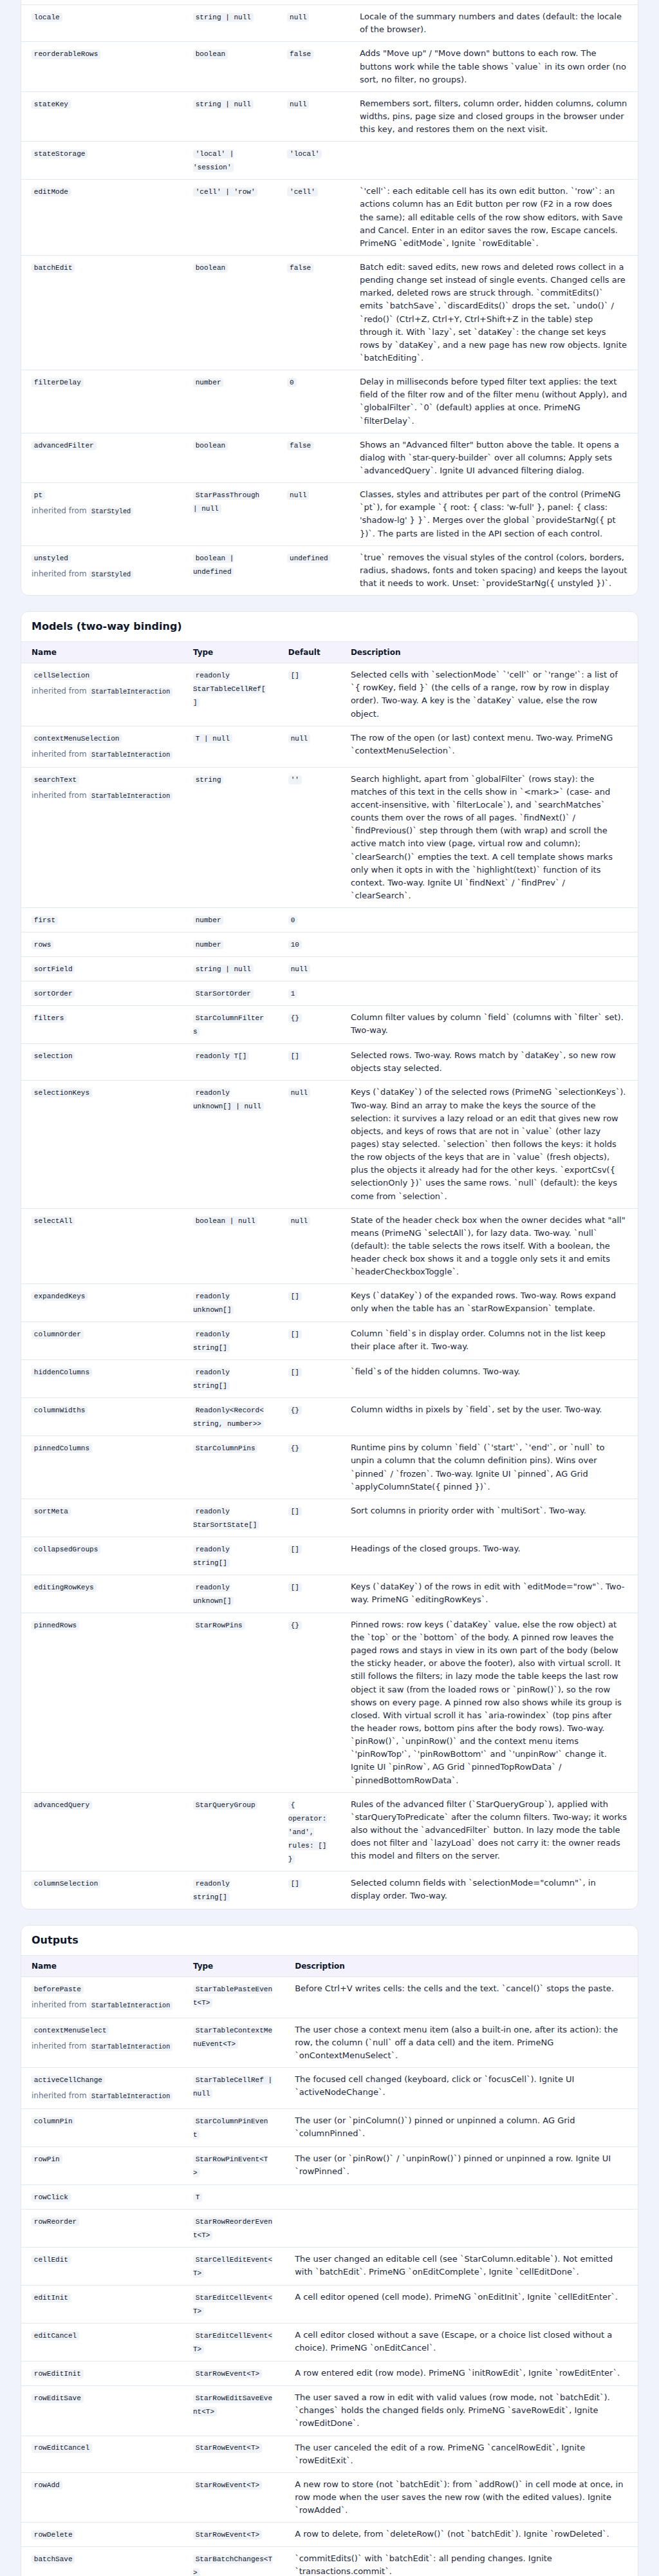 locale string | null null Locale of the summary numbers and dates (default: the locale
of the browser).
reorderableRows boolean false Adds "Move up" / "Move down" buttons to each row. The
buttons work while the table shows `value` in its own order (no
sort, no filter, no groups).
stateKey string | null null Remembers sort, filters, column order, hidden columns, column
widths, pins, page size and closed groups in the browser under
this key, and restores them on the next visit.
stateStorage 'local' | 'local'
'session'
editMode 'cell' | 'row' 'cell' `'cell'`: each editable cell has its own edit button. `'row'`: an
actions column has an Edit button per row (F2 in a row does
the same); all editable cells of the row show editors, with Save
and Cancel. Enter in an editor saves the row, Escape cancels.
PrimeNG `editMode`, Ignite `rowEditable`.
batchEdit boolean false Batch edit: saved edits, new rows and deleted rows collect in a
pending change set instead of single events. Changed cells are
marked, deleted rows are struck through. `commitEdits()`
emits `batchSave`, `discardEdits()` drops the set, `undo()` /
`redo()` (Ctrl+Z, Ctrl+Y, Ctrl+Shift+Z in the table) step
through it. With `lazy`, set `dataKey`: the change set keys
rows by `dataKey`, and a new page has new row objects. Ignite
`batchEditing`.
filterDelay number 0 Delay in milliseconds before typed filter text applies: the text
field of the filter row and of the filter menu (without Apply), and
`globalFilter`. `0` (default) applies at once. PrimeNG
`filterDelay`.
advancedFilter boolean false Shows an "Advanced filter" button above the table. It opens a
dialog with `star-query-builder` over all columns; Apply sets
`advancedQuery`. Ignite UI advanced filtering dialog.
pt StarPassThrough null Classes, styles and attributes per part of the control (PrimeNG
inherited from StarStyled | null `pt`), for example `{ root: { class: 'w-full' }, panel: { class:
'shadow-lg' } }`. Merges over the global `provideStarNg({ pt
})`. The parts are listed in the API section of each control.
unstyled boolean | undefined `true` removes the visual styles of the control (colors, borders,
inherited from StarStyled undefined radius, shadows, fonts and token spacing) and keeps the layout
that it needs to work. Unset: `provideStarNg({ unstyled })`.
Models (two-way binding)
Name Type Default Description
cellSelection readonly [] Selected cells with `selectionMode` `'cell'` or `'range'`: a list of
inherited from StarTableInteraction StarTableCellRef[ `{ rowKey, field }` (the cells of a range, row by row in display
] order). Two-way. A key is the `dataKey` value, else the row
object.
contextMenuSelection T | null null The row of the open (or last) context menu. Two-way. PrimeNG
inherited from StarTableInteraction `contextMenuSelection`.
searchText string '' Search highlight, apart from `globalFilter` (rows stay): the
inherited from StarTableInteraction matches of this text in the cells show in `<mark>` (case- and
accent-insensitive, with `filterLocale`), and `searchMatches`
counts them over the rows of all pages. `findNext()` /
`findPrevious()` step through them (with wrap) and scroll the
active match into view (page, virtual row and column);
`clearSearch()` empties the text. A cell template shows marks
only when it opts in with the `highlight(text)` function of its
context. Two-way. Ignite UI `findNext` / `findPrev` /
`clearSearch`.
first number 0
rows number 10
sortField string | null null
sortOrder StarSortOrder 1
filters StarColumnFilter {} Column filter values by column `field` (columns with `filter` set).
s Two-way.
selection readonly T[] [] Selected rows. Two-way. Rows match by `dataKey`, so new row
objects stay selected.
selectionKeys readonly null Keys (`dataKey`) of the selected rows (PrimeNG `selectionKeys`).
unknown[] | null Two-way. Bind an array to make the keys the source of the
selection: it survives a lazy reload or an edit that gives new row
objects, and keys of rows that are not in `value` (other lazy
pages) stay selected. `selection` then follows the keys: it holds
the row objects of the keys that are in `value` (fresh objects),
plus the objects it already had for the other keys. `exportCsv({
selectionOnly })` uses the same rows. `null` (default): the keys
come from `selection`.
selectAll boolean | null null State of the header check box when the owner decides what "all"
means (PrimeNG `selectAll`), for lazy data. Two-way. `null`
(default): the table selects the rows itself. With a boolean, the
header check box shows it and a toggle only sets it and emits
`headerCheckboxToggle`.
expandedKeys readonly [] Keys (`dataKey`) of the expanded rows. Two-way. Rows expand
unknown[] only when the table has an `starRowExpansion` template.
columnOrder readonly [] Column `field`s in display order. Columns not in the list keep
string[] their place after it. Two-way.
hiddenColumns readonly [] `field`s of the hidden columns. Two-way.
string[]
columnWidths Readonly<Record< {} Column widths in pixels by `field`, set by the user. Two-way.
string, number>>
pinnedColumns StarColumnPins {} Runtime pins by column `field` (`'start'`, `'end'`, or `null` to
unpin a column that the column definition pins). Wins over
`pinned` / `frozen`. Two-way. Ignite UI `pinned`, AG Grid
`applyColumnState({ pinned })`.
sortMeta readonly [] Sort columns in priority order with `multiSort`. Two-way.
StarSortState[]
collapsedGroups readonly [] Headings of the closed groups. Two-way.
string[]
editingRowKeys readonly [] Keys (`dataKey`) of the rows in edit with `editMode="row"`. Two-
unknown[] way. PrimeNG `editingRowKeys`.
pinnedRows StarRowPins {} Pinned rows: row keys (`dataKey` value, else the row object) at
the `top` or the `bottom` of the body. A pinned row leaves the
paged rows and stays in view in its own part of the body (below
the sticky header, or above the footer), also with virtual scroll. It
still follows the filters; in lazy mode the table keeps the last row
object it saw (from the loaded rows or `pinRow()`), so the row
shows on every page. A pinned row also shows while its group is
closed. With virtual scroll it has `aria-rowindex` (top pins after
the header rows, bottom pins after the body rows). Two-way.
`pinRow()`, `unpinRow()` and the context menu items
`'pinRowTop'`, `'pinRowBottom'` and `'unpinRow'` change it.
Ignite UI `pinRow`, AG Grid `pinnedTopRowData` /
`pinnedBottomRowData`.
advancedQuery StarQueryGroup { Rules of the advanced filter (`StarQueryGroup`), applied with
operator: `starQueryToPredicate` after the column filters. Two-way; it works
'and', also without the `advancedFilter` button. In lazy mode the table
rules: [] does not filter and `lazyLoad` does not carry it: the owner reads
} this model and filters on the server.
columnSelection readonly [] Selected column fields with `selectionMode="column"`, in
string[] display order. Two-way.
Outputs
Name Type Description
beforePaste StarTablePasteEven Before Ctrl+V writes cells: the cells and the text. `cancel()` stops the paste.
inherited from StarTableInteraction t<T>
contextMenuSelect StarTableContextMe The user chose a context menu item (also a built-in one, after its action): the
inherited from StarTableInteraction nuEvent<T> row, the column (`null` off a data cell) and the item. PrimeNG
`onContextMenuSelect`.
activeCellChange StarTableCellRef | The focused cell changed (keyboard, click or `focusCell`). Ignite UI
inherited from StarTableInteraction null `activeNodeChange`.
columnPin StarColumnPinEven The user (or `pinColumn()`) pinned or unpinned a column. AG Grid
t `columnPinned`.
rowPin StarRowPinEvent<T The user (or `pinRow()` / `unpinRow()`) pinned or unpinned a row. Ignite UI
> `rowPinned`.
rowClick T
rowReorder StarRowReorderEven
t<T>
cellEdit StarCellEditEvent< The user changed an editable cell (see `StarColumn.editable`). Not emitted
T> with `batchEdit`. PrimeNG `onEditComplete`, Ignite `cellEditDone`.
editInit StarEditCellEvent< A cell editor opened (cell mode). PrimeNG `onEditInit`, Ignite `cellEditEnter`.
T>
editCancel StarEditCellEvent< A cell editor closed without a save (Escape, or a choice list closed without a
T> choice). PrimeNG `onEditCancel`.
rowEditInit StarRowEvent<T> A row entered edit (row mode). PrimeNG `initRowEdit`, Ignite `rowEditEnter`.
rowEditSave StarRowEditSaveEve The user saved a row in edit with valid values (row mode, not `batchEdit`).
nt<T> `changes` holds the changed fields only. PrimeNG `saveRowEdit`, Ignite
`rowEditDone`.
rowEditCancel StarRowEvent<T> The user canceled the edit of a row. PrimeNG `cancelRowEdit`, Ignite
`rowEditExit`.
rowAdd StarRowEvent<T> A new row to store (not `batchEdit`): from `addRow()` in cell mode at once, in
row mode when the user saves the new row (with the edited values). Ignite
`rowAdded`.
rowDelete StarRowEvent<T> A row to delete, from `deleteRow()` (not `batchEdit`). Ignite `rowDeleted`.
batchSave StarBatchChanges<T `commitEdits()` with `batchEdit`: all pending changes. Ignite
> `transactions.commit`.